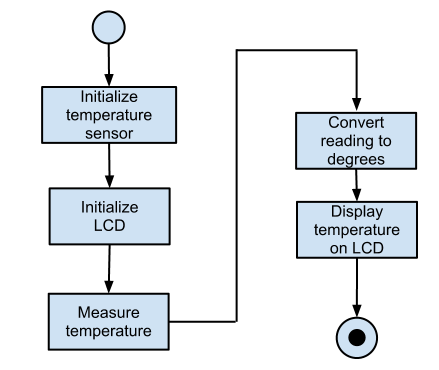 Initialize
temperature
sensor
Initialize
LCD
Measure
temperature
Convert
reading to
degrees
Display
temperature
on LCD